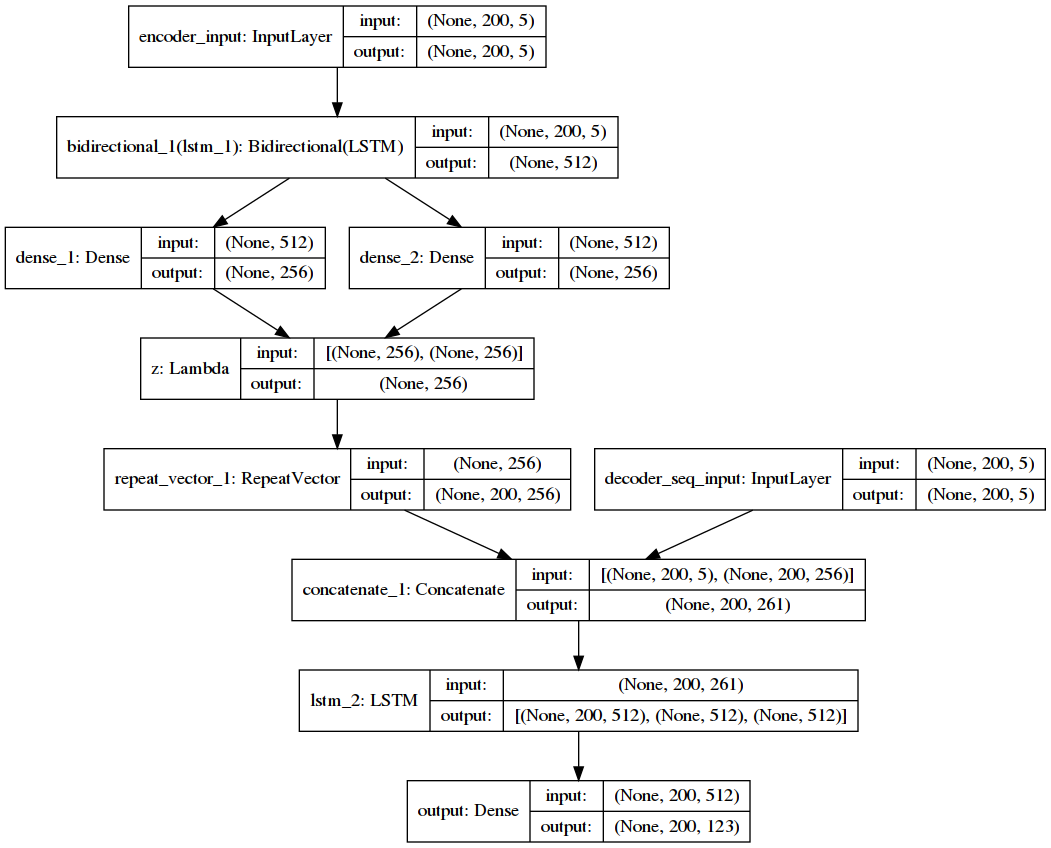 encoder_input: InputLayer
input: (None, 200, 5)
output: (None, 200, 5)
bidirectional_1(lstm_1): Bidirectional(LSTM)
input: (None, 200, 5)
output: (None, 512)
dense_1: Dense
input: (None, 512)
output: (None, 256)
dense_2: Dense
input: (None, 512)
output: (None, 256)
z: Lambda
input: [(None, 256), (None, 256)]
output: (None, 256)
repeat_vector_1: RepeatVector
input: (None, 256)
output: (None, 200, 256)
decoder_seq_input: InputLayer
input: (None, 200, 5)
output: (None, 200, 5)
concatenate_1: Concatenate
input: [(None, 200, 5), (None, 200, 256)]
output: (None, 200, 261)
lstm_2: LSTM
input: (None, 200, 261)
output: [(None, 200, 512), (None, 512), (None, 512)]
output: Dense
input: (None, 200, 512)
output: (None, 200, 123)